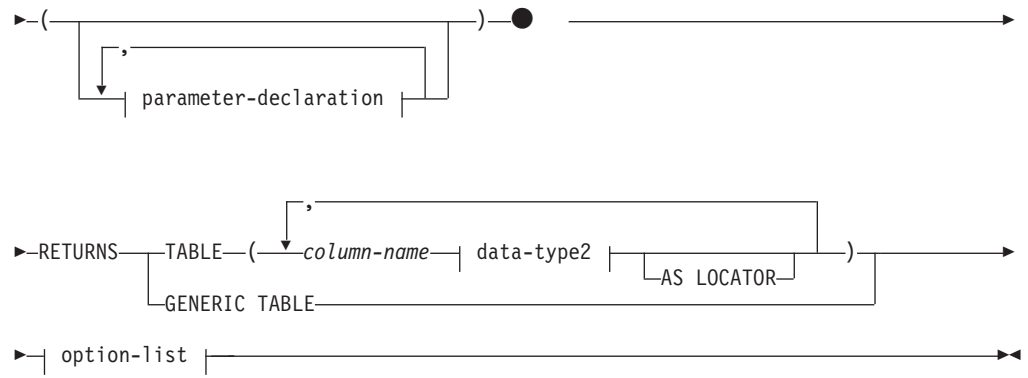 ( )
,
parameter-declaration
,
RETURNS TABLE ( column-name data-type2 )
AS LOCATOR
GENERIC TABLE
option-list